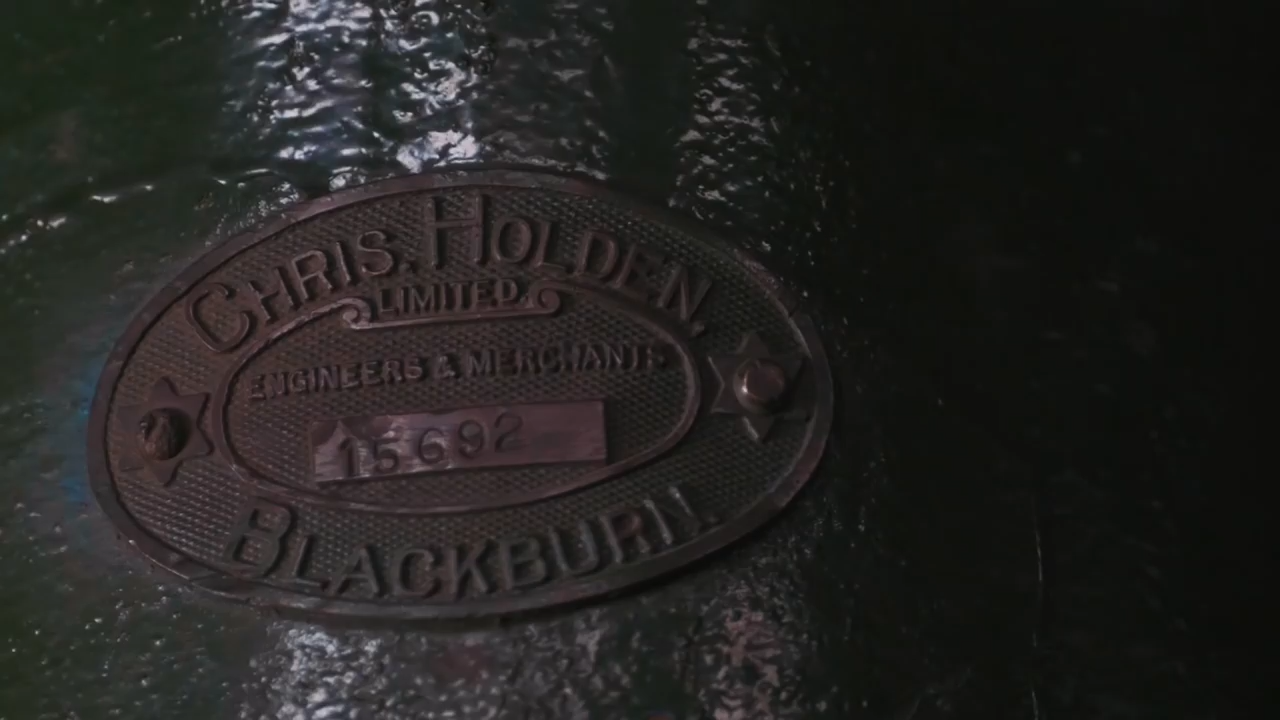 CHRIS. HOLDEN,
LIMITED.
ENGINEERS & MERCHANTS.
15692
BLACKBURN.